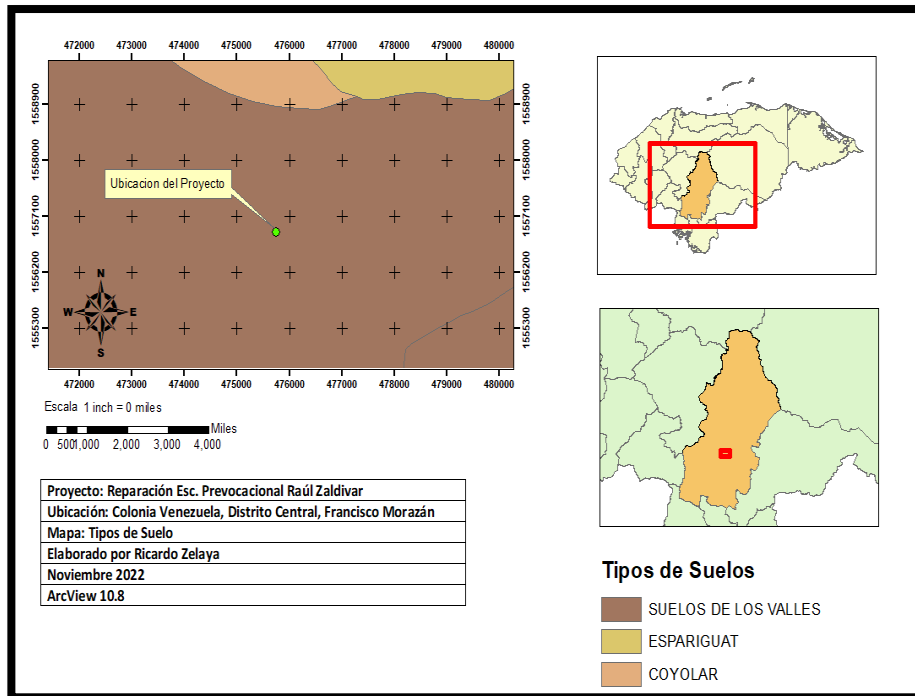 472000 473000 474000 475000 476000 477000 478000 479000 480000
1558900 1558900
1558000 1558000
Ubicacion del Proyecto
1557100 1557100
1556200 1556200
N
W E
S
1555300 1555300
472000 473000 474000 475000 476000 477000 478000 479000 480000
Escala 1 inch = 0 miles
Miles
0 500 1,000 2,000 3,000 4,000
Proyecto: Reparación Esc. Prevocacional Raúl Zaldivar
Ubicación: Colonia Venezuela, Distrito Central, Francisco Morazán
Mapa: Tipos de Suelo
Elaborado por Ricardo Zelaya
Noviembre 2022
ArcView 10.8
Tipos de Suelos
SUELOS DE LOS VALLES
ESPARIGUAT
COYOLAR